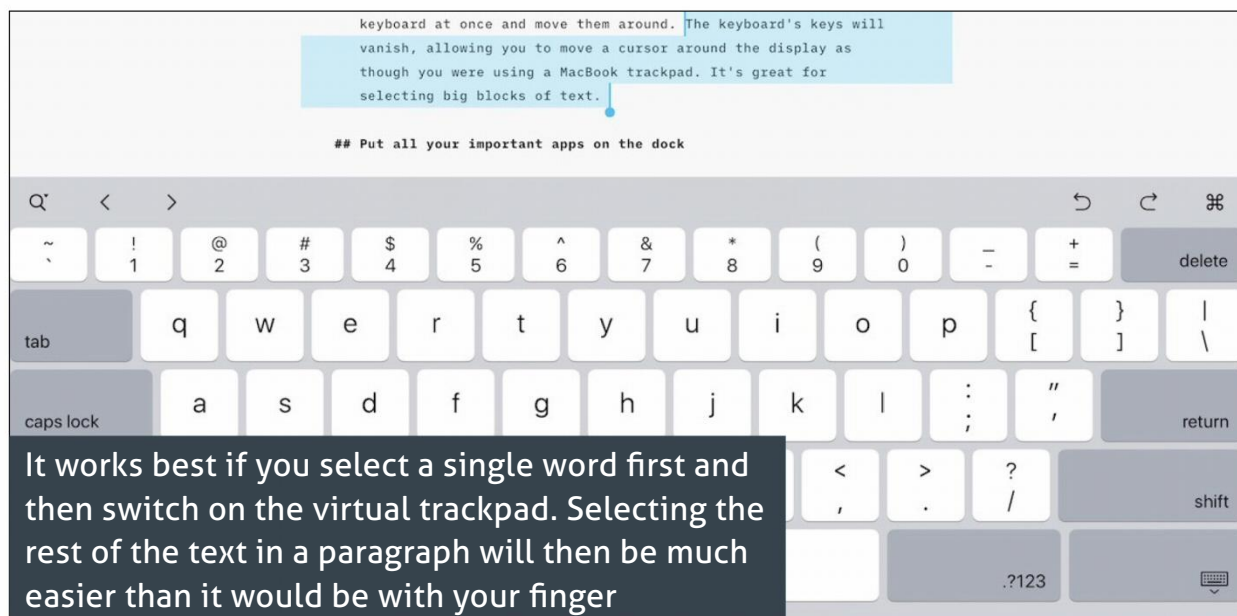 keyboard at once and move them around. The keyboard's keys will
vanish, allowing you to move a cursor around the display as
though you were using a MacBook trackpad. It's great for
selecting big blocks of text.
## Put all your important apps on the dock
~ ! @ # $ % ^ & * ( ) _ +
` 1 2 3 4 5 6 7 8 9 0 - = delete
tab q w e r t y u i o p { [ } ] | \
caps lock a s d f g h j k l : ; " ' return
< , > . ? / shift
.?123
It works best if you select a single word first and
then switch on the virtual trackpad. Selecting the
rest of the text in a paragraph will then be much
easier than it would be with your finger